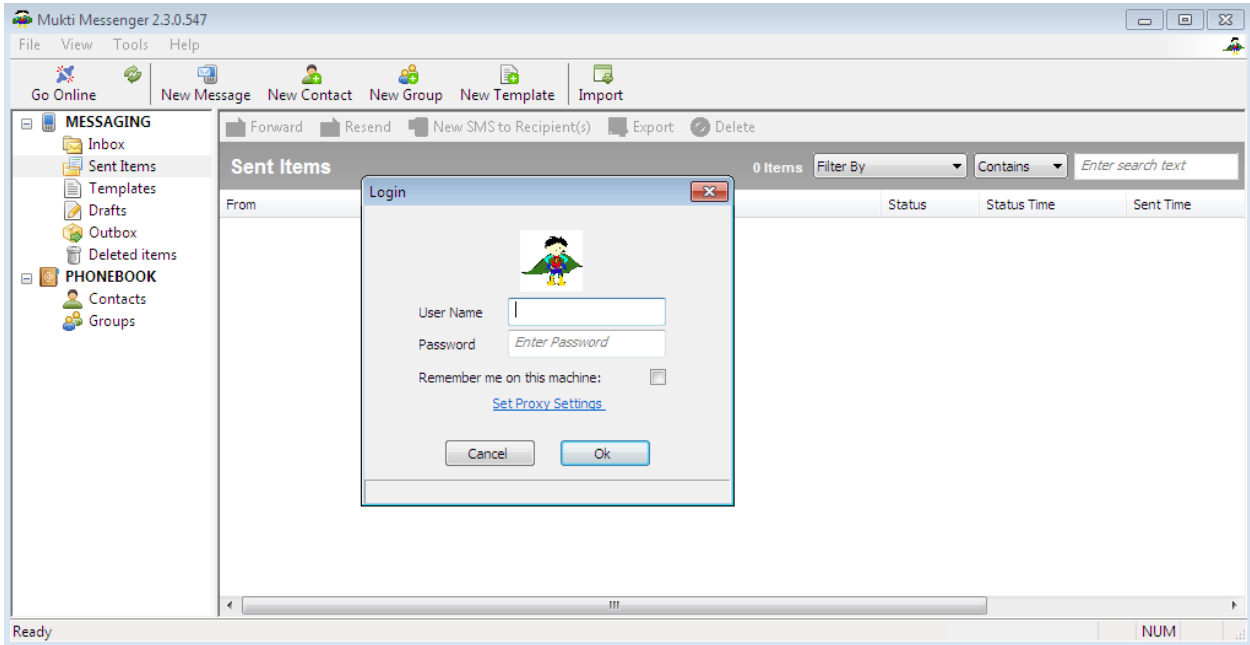 Mukti Messenger 2.3.0.547
File View Tools Help
Go Online New Message New Contact New Group New Template Import
MESSAGING
Inbox
Sent Items
Templates
Drafts
Outbox
Deleted items
PHONEBOOK
Contacts
Groups
Forward Resend New SMS to Recipient(s) Export Delete
Sent Items 0 Items Filter By Contains Enter search text
From Status Status Time Sent Time
Login
User Name
Password Enter Password
Remember me on this machine:
Set Proxy Settings
Cancel Ok
Ready NUM